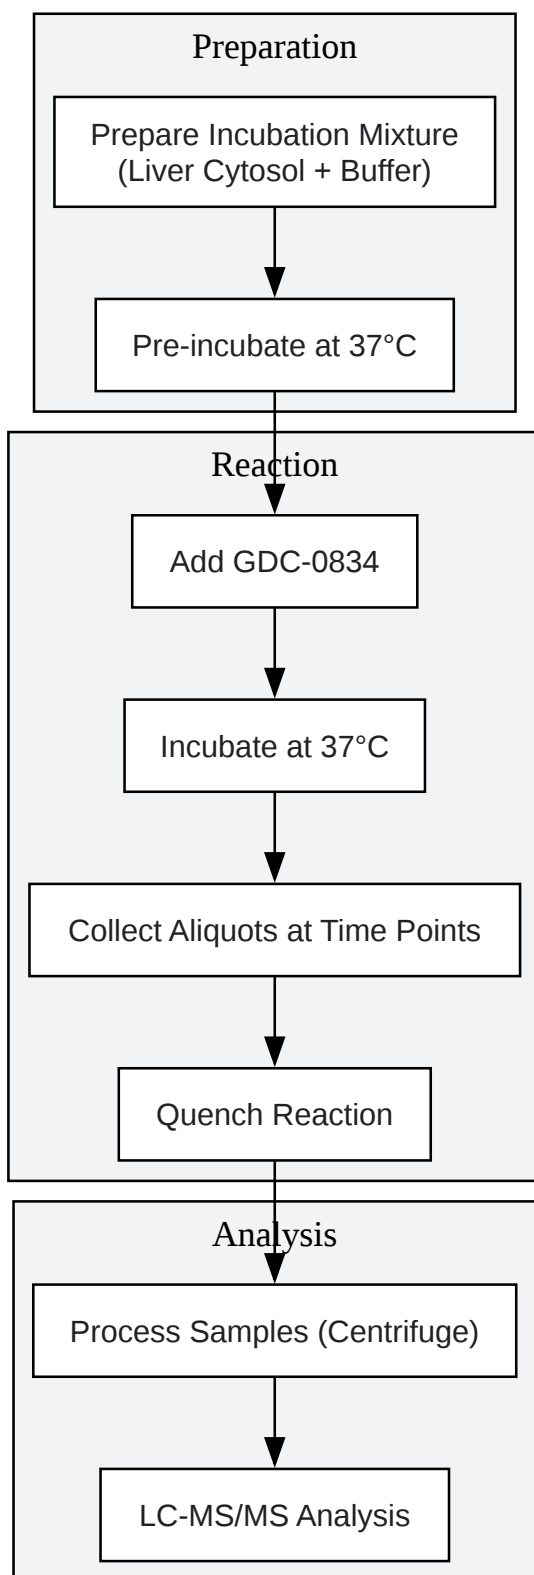 Preparation
Prepare Incubation Mixture
(Liver Cytosol + Buffer)
Pre-incubate at 37°C
Reaction
Add GDC-0834
Incubate at 37°C
Collect Aliquots at Time Points
Quench Reaction
Analysis
Process Samples (Centrifuge)
LC-MS/MS Analysis